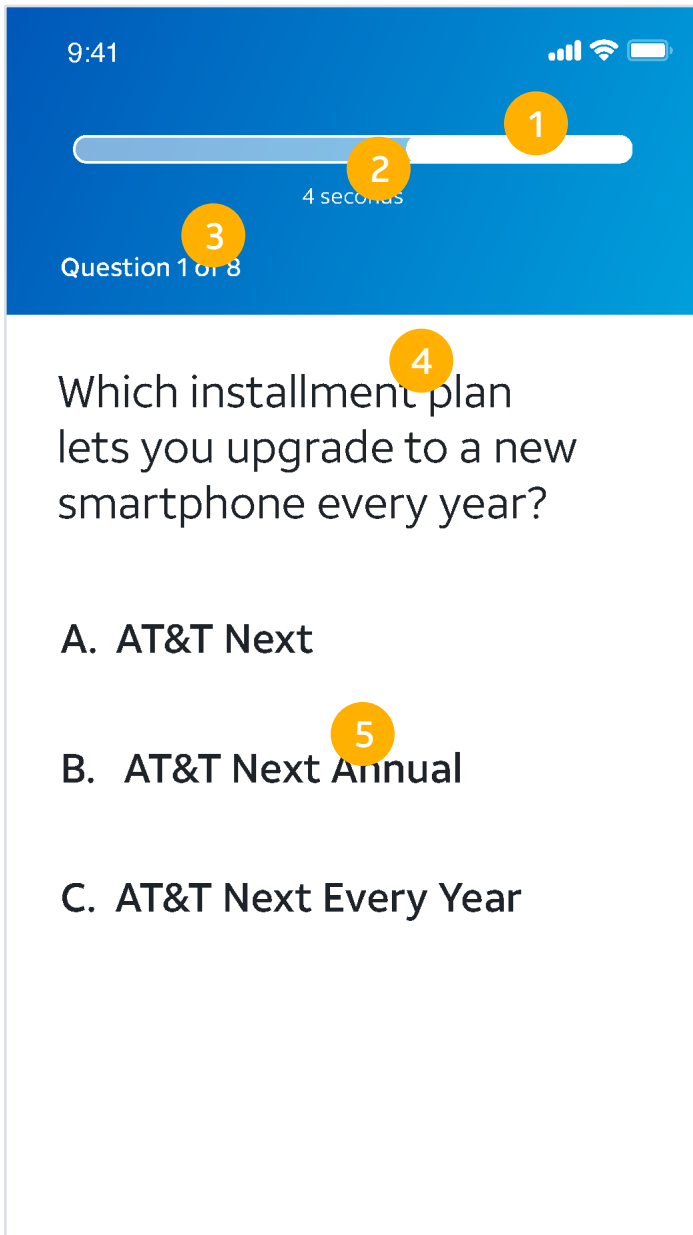 9:41
1
2
4 seconds
3
Question 1 of 8
4
Which installment plan
lets you upgrade to a new
smartphone every year?
A. AT&T Next
5
B. AT&T Next Annual
C. AT&T Next Every Year